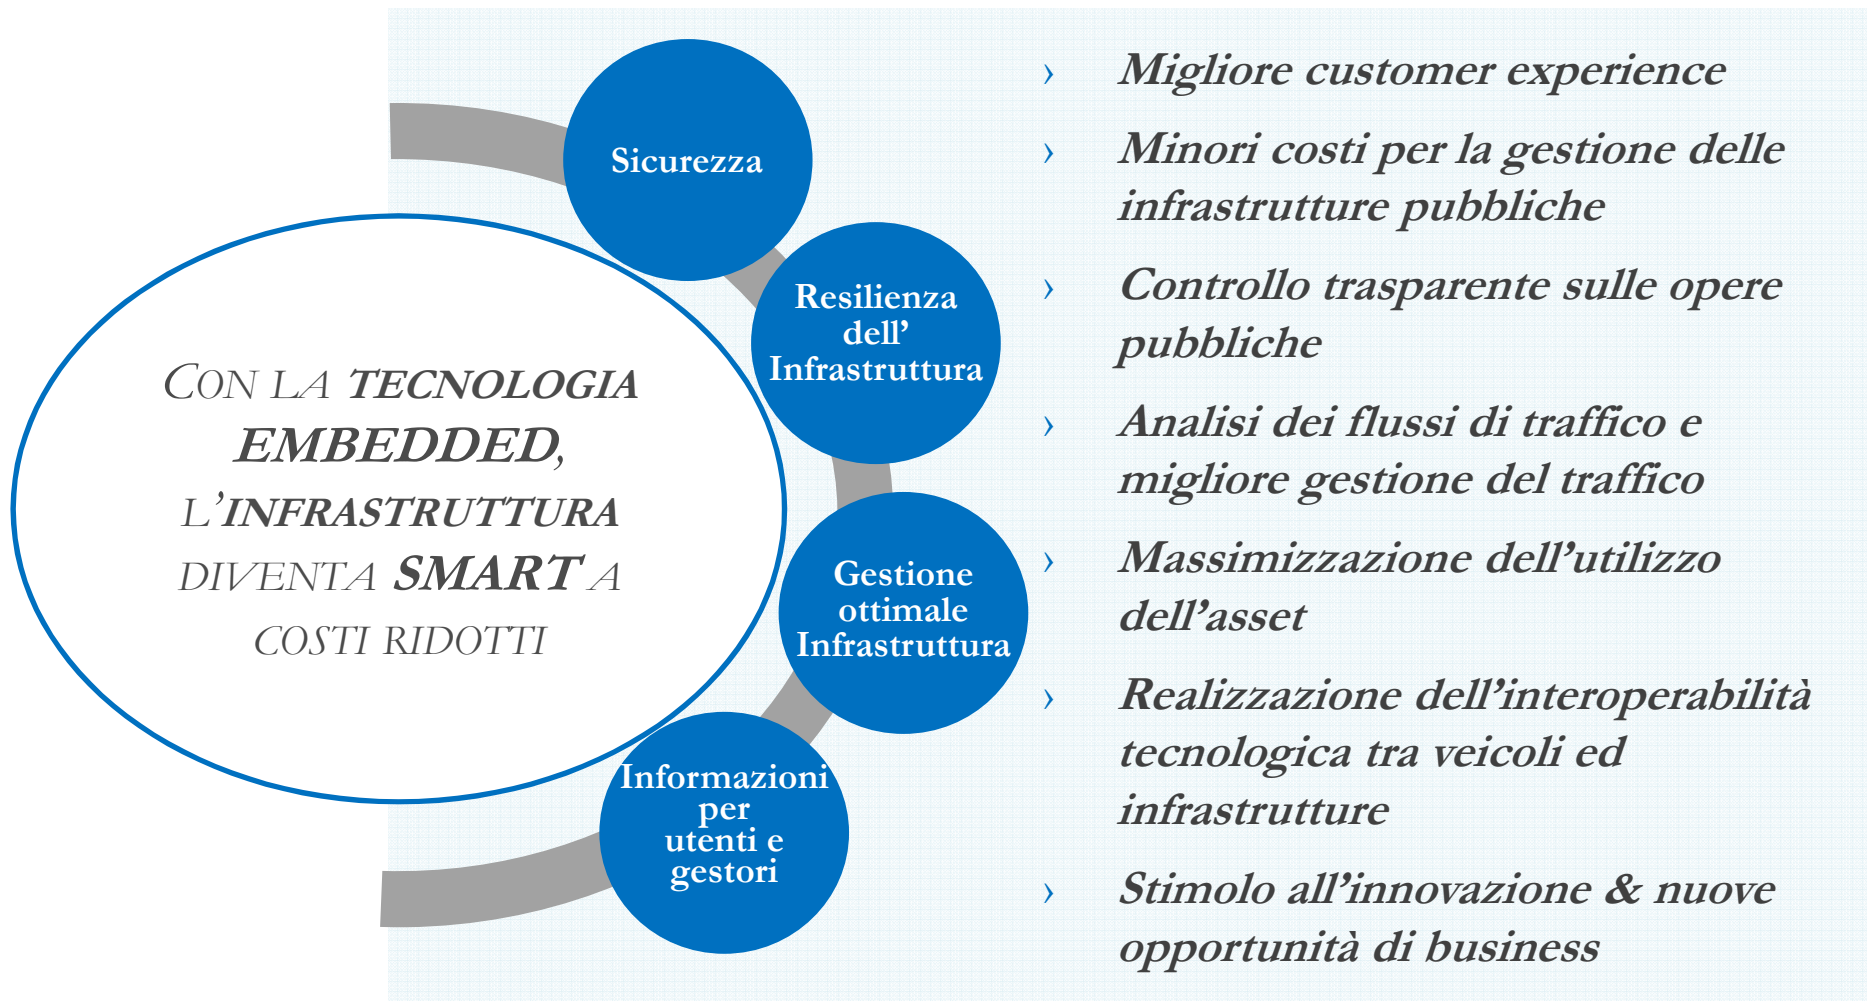 CON LA TECNOLOGIA
EMBEDDED,
L’INFRASTRUTTURA
DIVENTA SMART A
COSTI RIDOTTI
Sicurezza
Resilienza
dell’
Infrastruttura
Gestione
ottimale
Infrastruttura
Informazioni
per
utenti e
gestori
› Migliore customer experience
› Minori costi per la gestione delle
infrastrutture pubbliche
› Controllo trasparente sulle opere
pubbliche
› Analisi dei flussi di traffico e
migliore gestione del traffico
› Massimizzazione dell’utilizzo
dell’asset
› Realizzazione dell’interoperabilità
tecnologica tra veicoli ed
infrastrutture
› Stimolo all’innovazione & nuove
opportunità di business